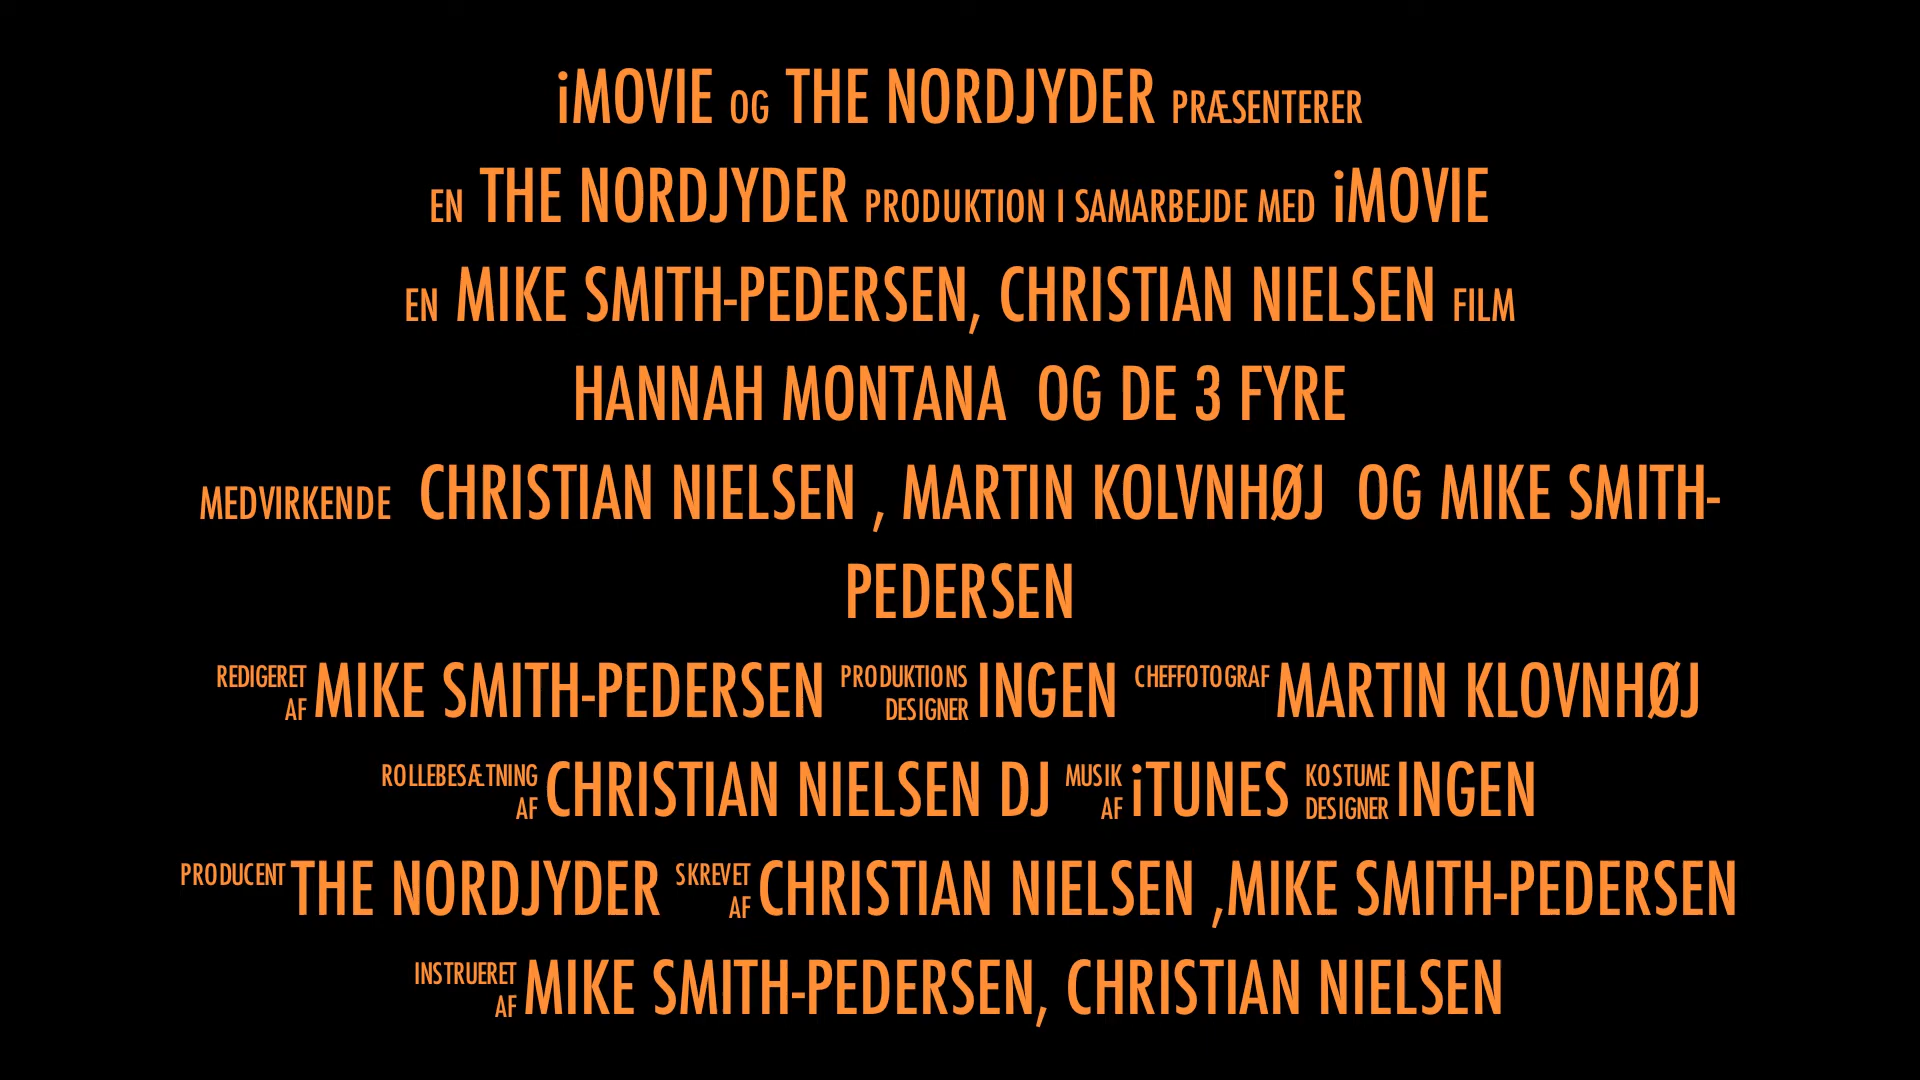 iMOVIE OG THE NORDJYDER PRÆSENTERER
EN THE NORDJYDER PRODUKTION I SAMARBEJDE MED iMOVIE
EN MIKE SMITH-PEDERSEN, CHRISTIAN NIELSEN FILM
HANNAH MONTANA OG DE 3 FYRE
MEDVIRKENDE CHRISTIAN NIELSEN , MARTIN KOLVNHØJ OG MIKE SMITH-
PEDERSEN
REDIGERET AF MIKE SMITH-PEDERSEN PRODUKTIONS DESIGNER INGEN CHEFFOTOGRAF MARTIN KLOVNHØJ
ROLLEBESÆTNING AF CHRISTIAN NIELSEN DJ MUSIK AF iTUNES KOSTUME DESIGNER INGEN
PRODUCENT THE NORDJYDER SKREVET AF CHRISTIAN NIELSEN ,MIKE SMITH-PEDERSEN
INSTRUERET AF MIKE SMITH-PEDERSEN, CHRISTIAN NIELSEN